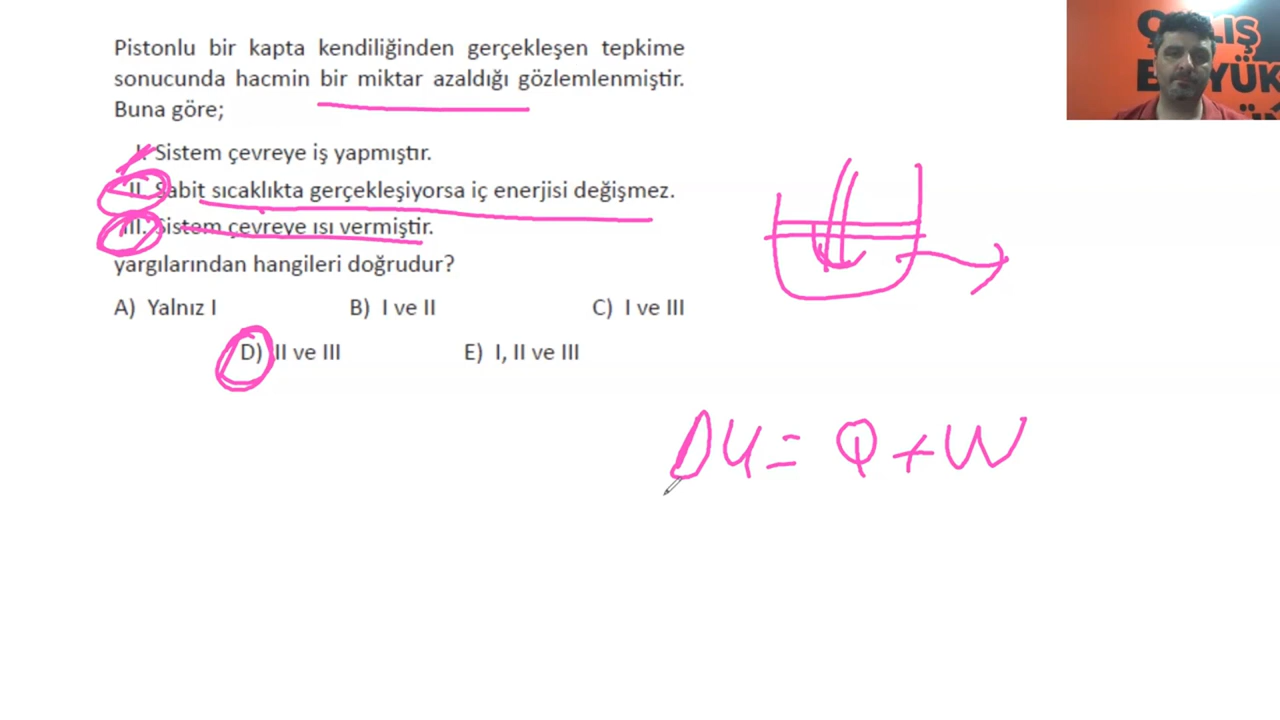 Pistonlu bir kapta kendiliğinden gerçekleşen tepkime
sonucunda hacmin bir miktar azaldığı gözlemlenmiştir.
Buna göre;
I. Sistem çevreye iş yapmıştır.
II. Sabit sıcaklıkta gerçekleşiyorsa iç enerjisi değişmez.
III. Sistem çevreye ısı vermiştir.
yargılarından hangileri doğrudur?
A) Yalnız I B) I ve II C) I ve III
D) II ve III E) I, II ve III
ΔU = Q + W